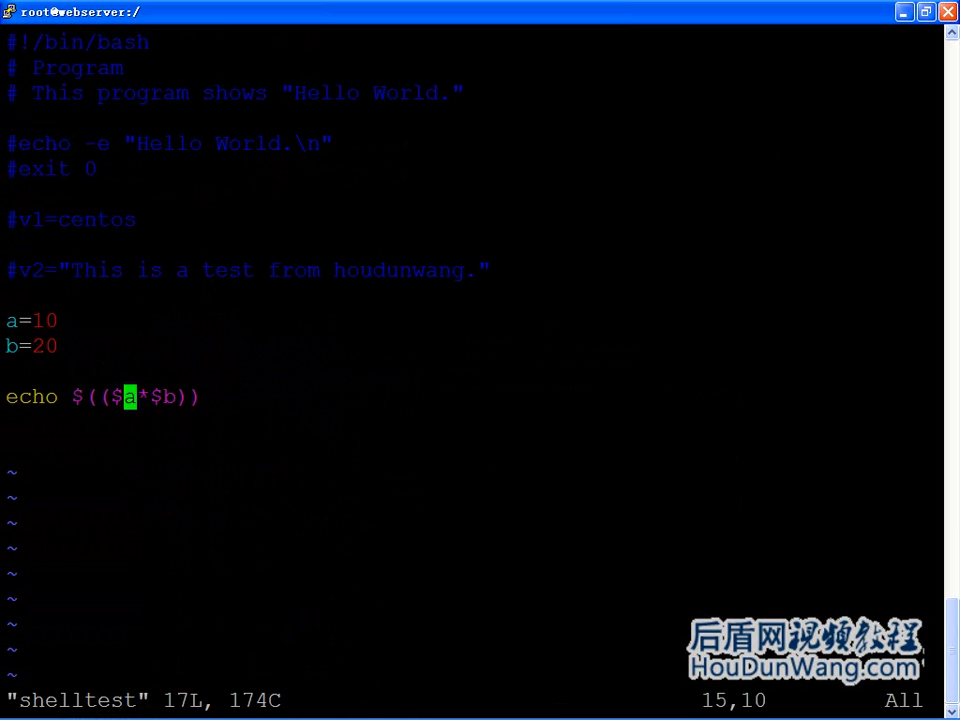 root@webserver:/
#!/bin/bash
# Program
# This program shows "Hello World."
#echo -e "Hello World.\n"
#exit 0
#v1=centos
#v2="This is a test from houdunwang."
a=10
b=20
echo $(($a*$b))
~
~
~
~
~
~
~
~
~
"shelltest" 17L, 174C 15,10 All
后盾网视频教程
HouDunWang.com